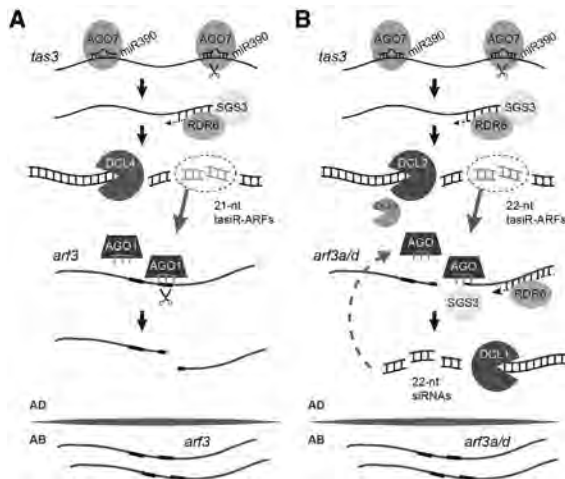 A
AGO7
miR390
AGO7
miR390
tas3
SGS3
RDR6
DCL4
21-nt
tasiR-ARFs
AGO1
AGO1
arf3
AD
AB
arf3
B
AGO7
miR390
AGO7
miR390
tas3
SGS3
RDR6
22-nt
tasiR-ARFs
AGO
AGO
arf3a/d
SGS3
RDR6
22-nt
siRNAs
AD
AB
arf3a/d